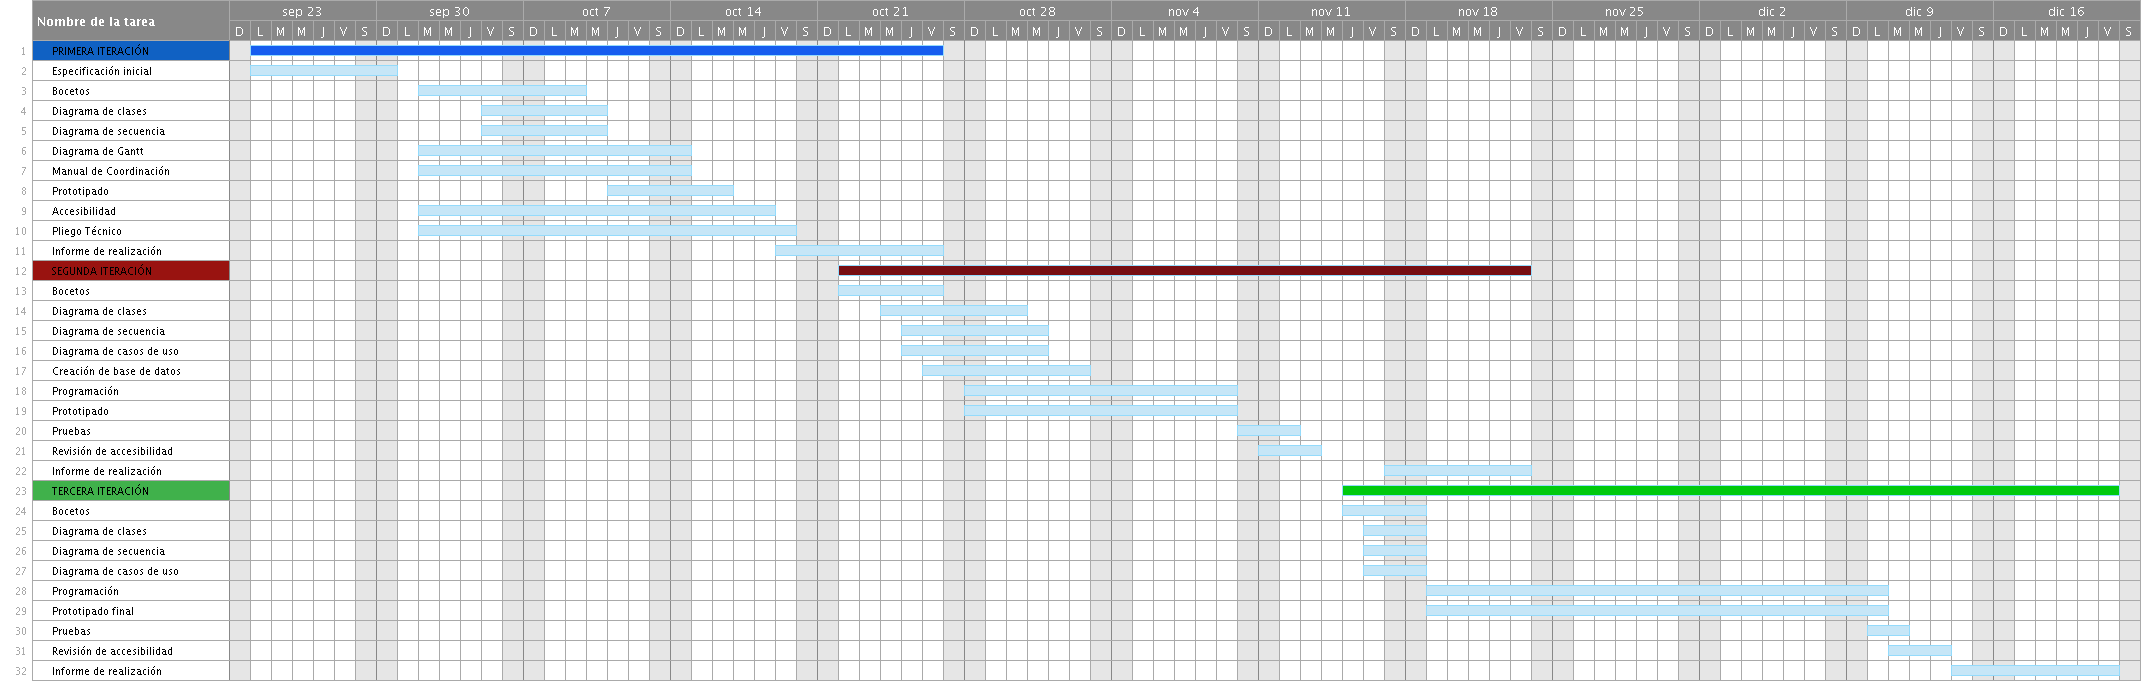 Nombre de la tarea
sep 23 sep 30 oct 7 oct 14 oct 21 oct 28 nov 4 nov 11 nov 18 nov 25 dic 2 dic 9 dic 16
D L M M J V S D L M M J V S D L M M J V S D L M M J V S D L M M J V S D L M M J V S D L M M J V S D L M M J V S D L M M J V S D L M M J V S D L M M J V S D L M M J V S D L M M J V S
1 PRIMERA ITERACIÓN
2 Especificación inicial
3 Bocetos
4 Diagrama de clases
5 Diagrama de secuencia
6 Diagrama de Gantt
7 Manual de Coordinación
8 Prototipado
9 Accesibilidad
10 Pliego Técnico
11 Informe de realización
12 SEGUNDA ITERACIÓN
13 Bocetos
14 Diagrama de clases
15 Diagrama de secuencia
16 Diagrama de casos de uso
17 Creación de base de datos
18 Programación
19 Prototipado
20 Pruebas
21 Revisión de accesibilidad
22 Informe de realización
23 TERCERA ITERACIÓN
24 Bocetos
25 Diagrama de clases
26 Diagrama de secuencia
27 Diagrama de casos de uso
28 Programación
29 Prototipado final
30 Pruebas
31 Revisión de accesibilidad
32 Informe de realización